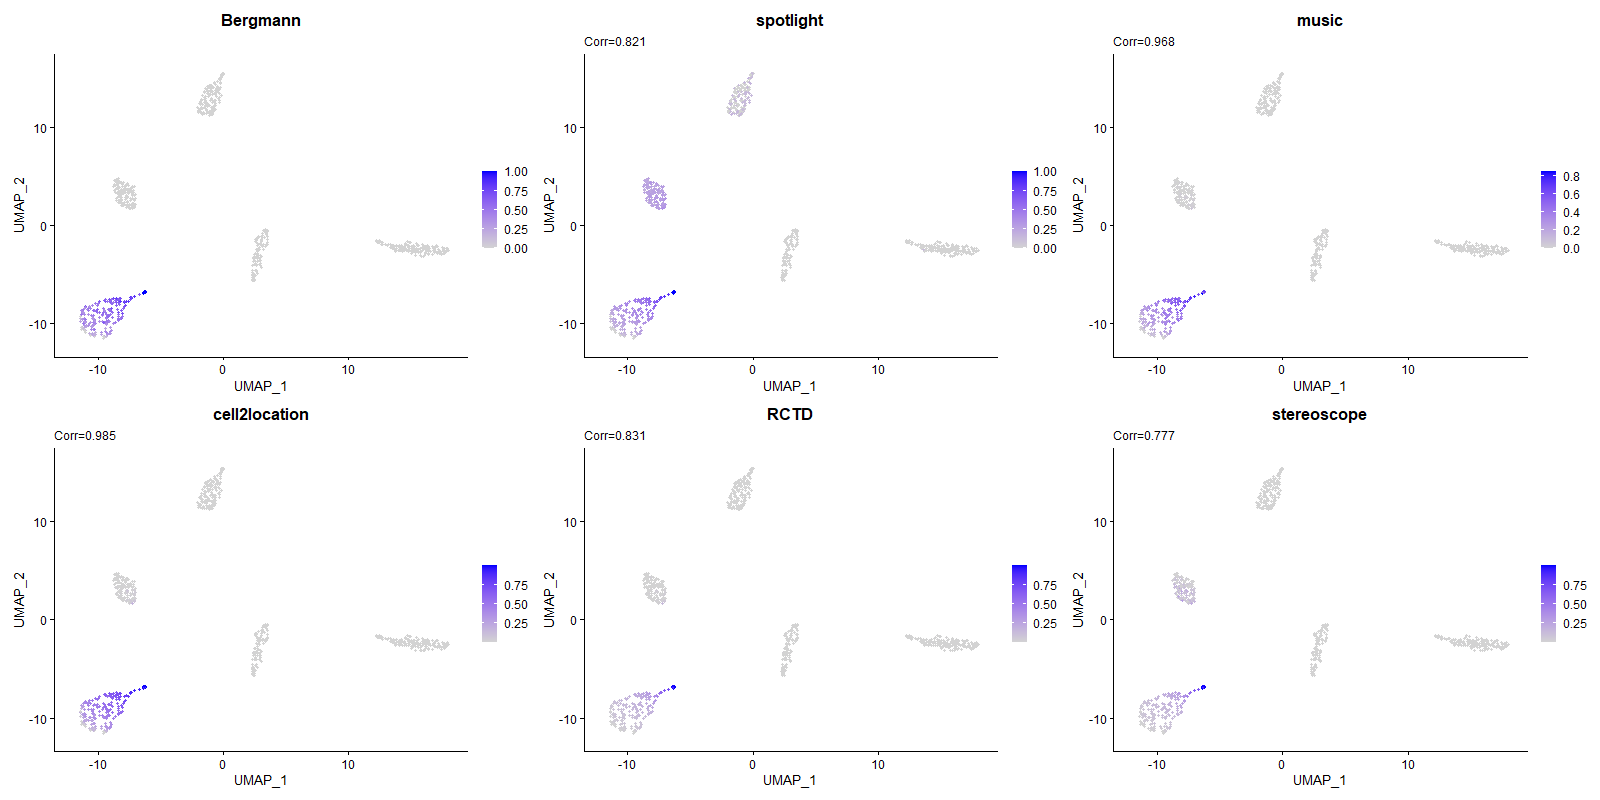 Bergmann
UMAP_2
10
0
-10
-10
0
10
UMAP_1
1.00
0.75
0.50
0.25
0.00
spotlight
Corr=0.821
UMAP_2
10
0
-10
-10
0
10
UMAP_1
1.00
0.75
0.50
0.25
0.00
music
Corr=0.968
UMAP_2
10
0
-10
-10
0
10
UMAP_1
0.8
0.6
0.4
0.2
0.0
cell2location
Corr=0.985
UMAP_2
10
0
-10
-10
0
10
UMAP_1
0.75
0.50
0.25
RCTD
Corr=0.831
UMAP_2
10
0
-10
-10
0
10
UMAP_1
0.75
0.50
0.25
stereoscope
Corr=0.777
UMAP_2
10
0
-10
-10
0
10
UMAP_1
0.75
0.50
0.25